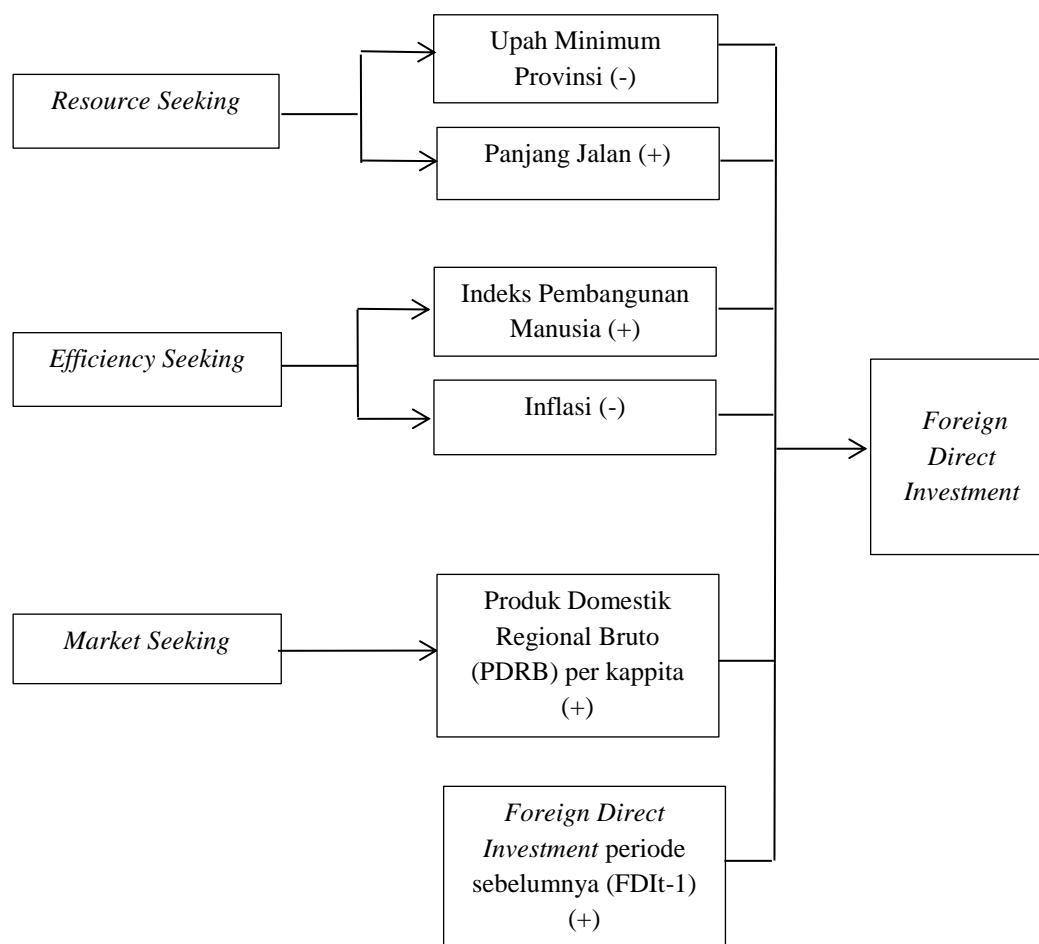 Resource Seeking
Upah Minimum
Provinsi (-)
Panjang Jalan (+)
Efficiency Seeking
Indeks Pembangunan
Manusia (+)
Inflasi (-)
Market Seeking
Produk Domestik
Regional Bruto
(PDRB) per kappita
(+)
Foreign Direct
Investment periode
sebelumnya (FDIt-1)
(+)
Foreign
Direct
Investment